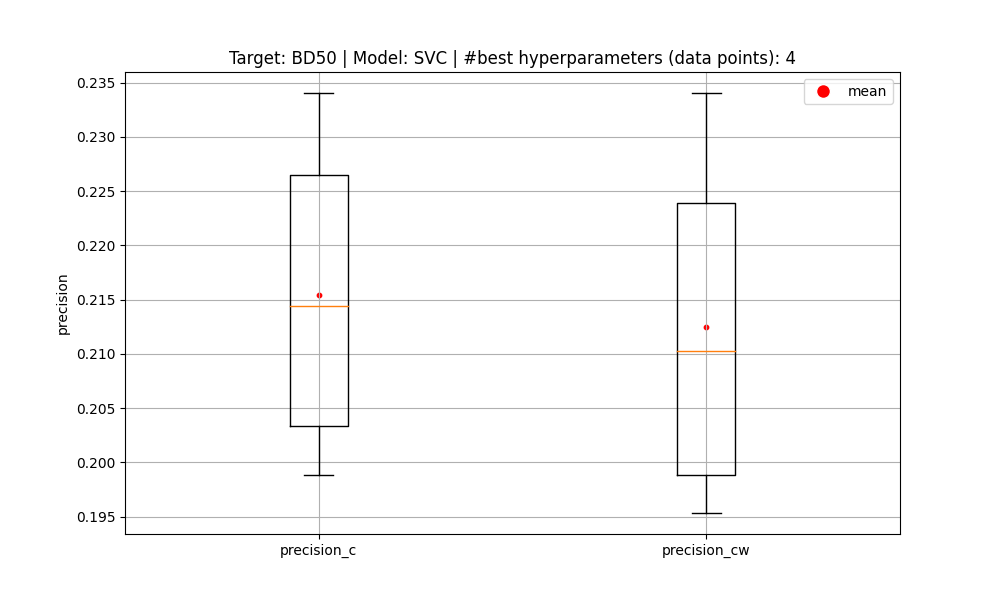 Target: BD50 | Model: SVC | #best hyperparameters (data points): 4
mean
0.235
0.230
0.225
0.220
0.215
0.210
0.205
0.200
0.195
precision
precision_c
precision_cw